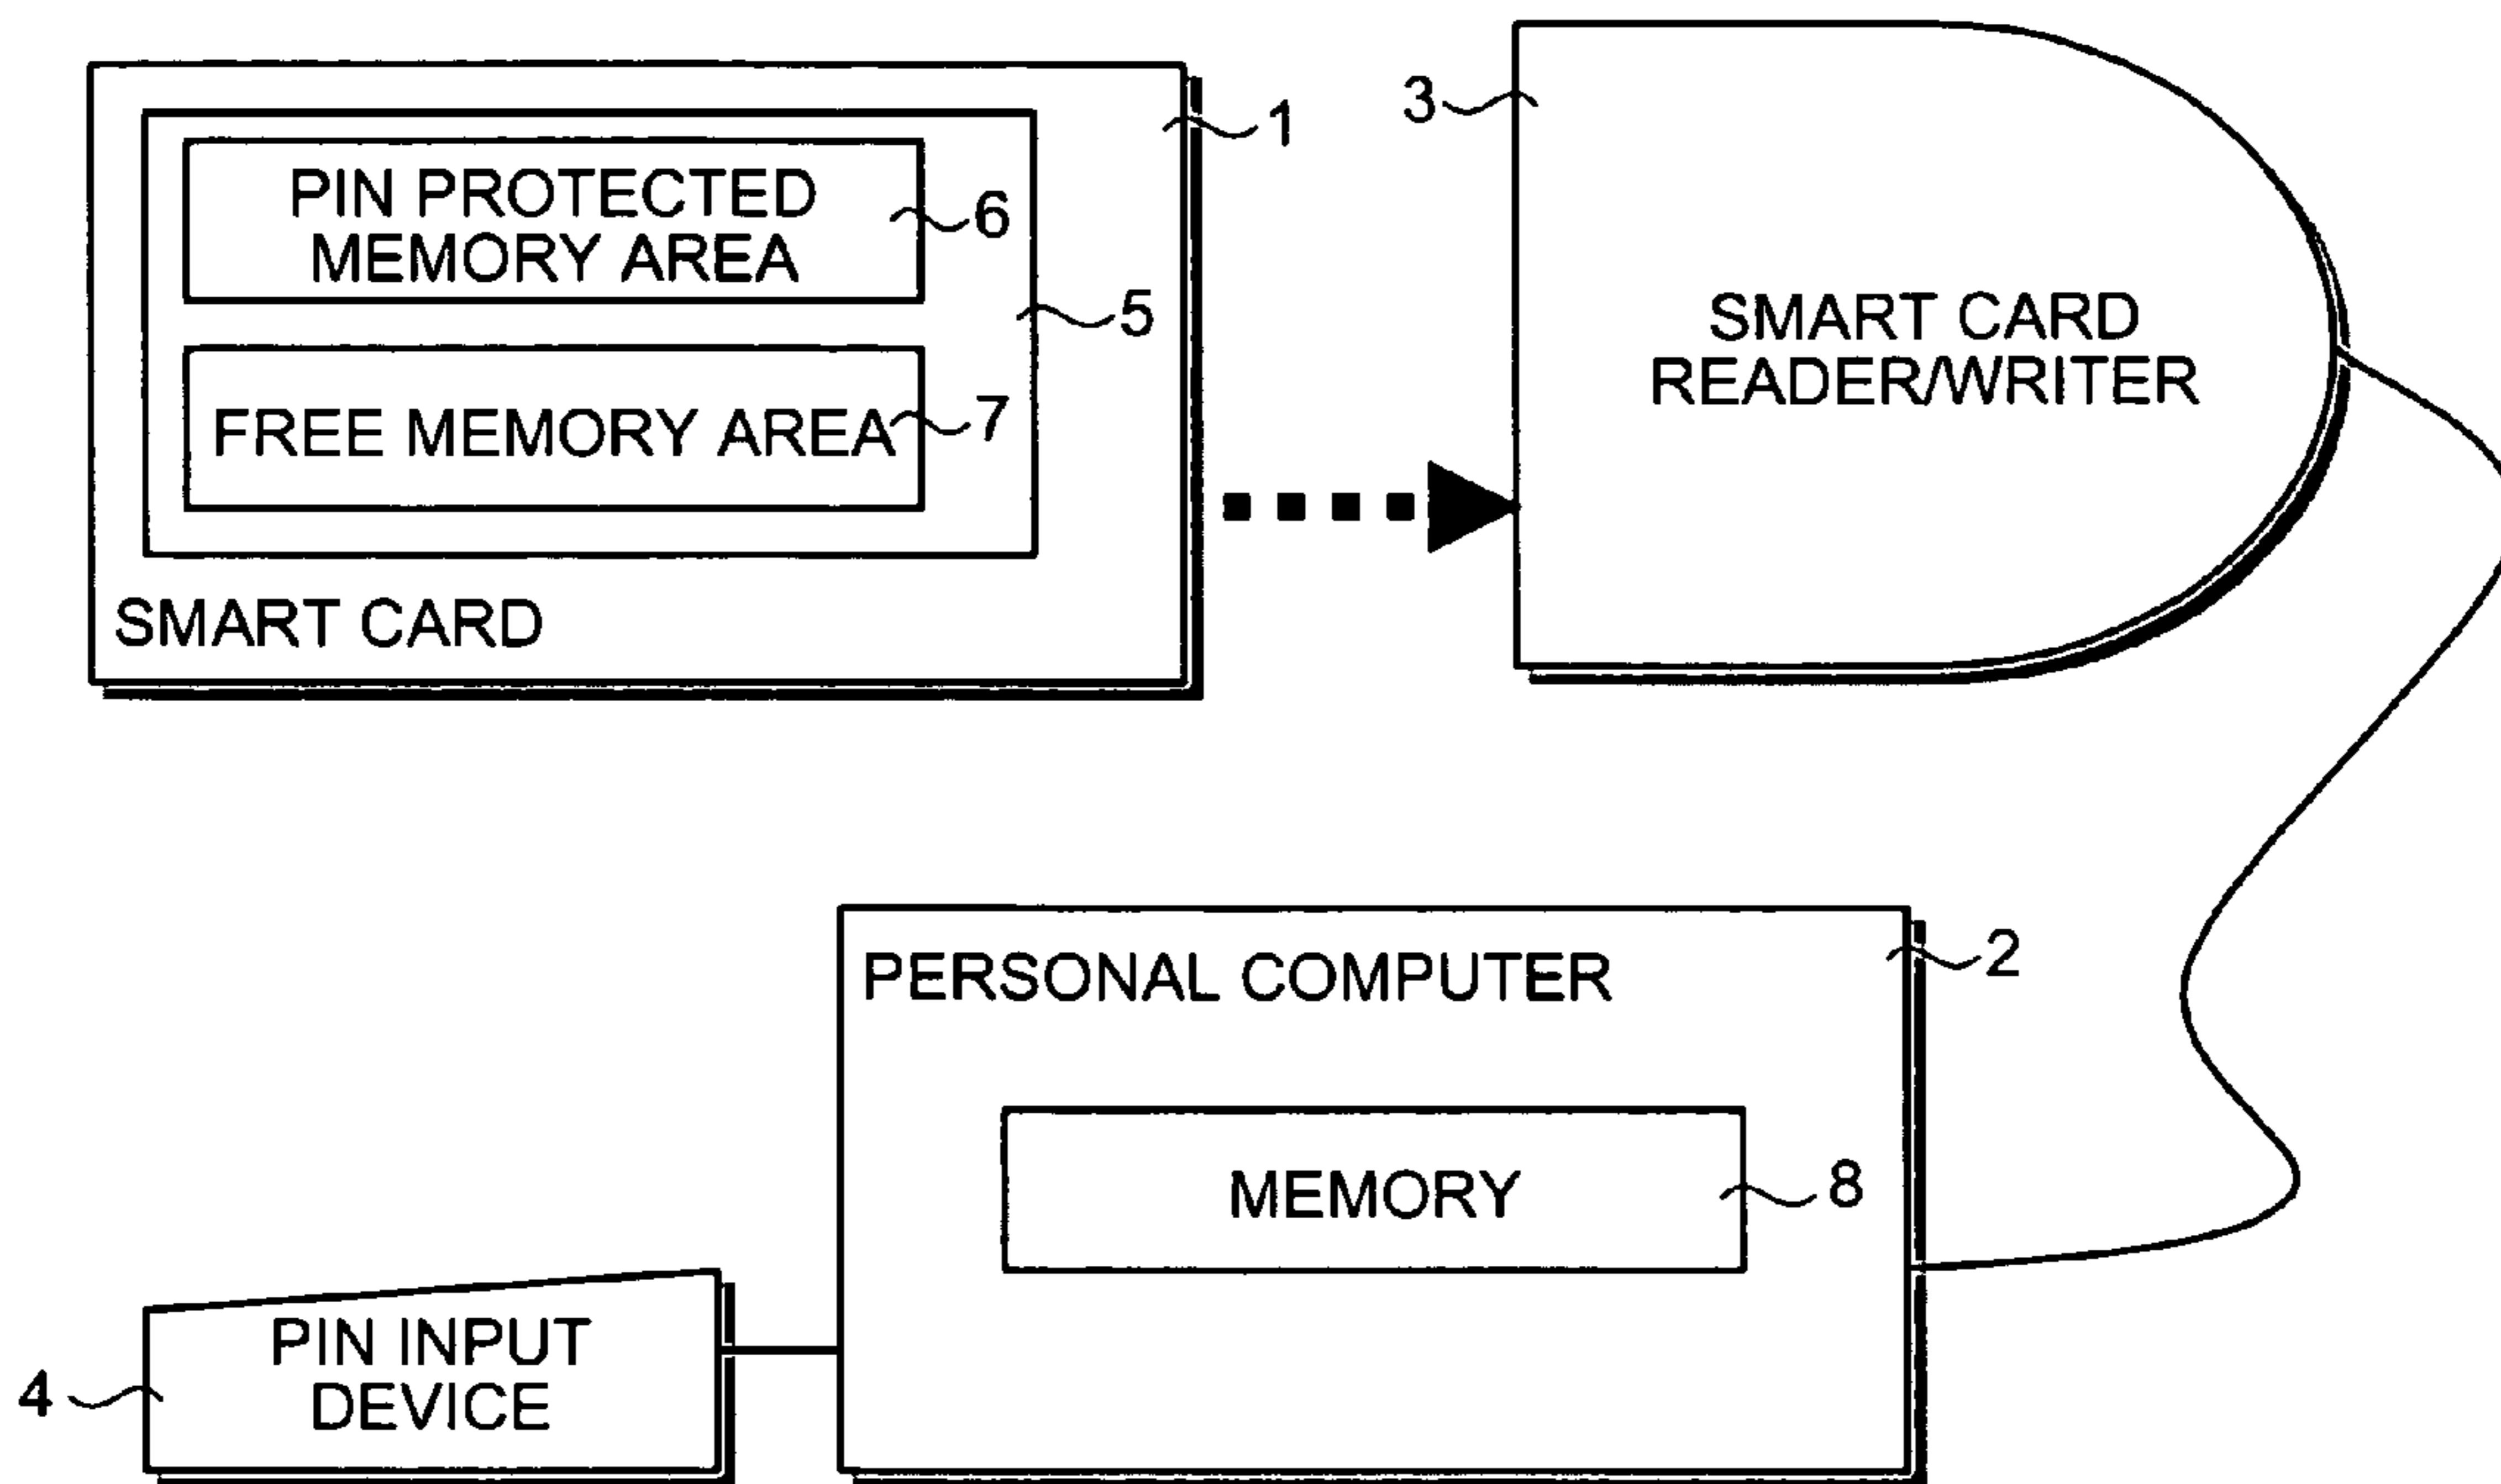 1
3
PIN PROTECTED
MEMORY AREA
6
5
FREE MEMORY AREA
7
SMART CARD
READER/WRITER
SMART CARD
PERSONAL COMPUTER
2
MEMORY
8
PIN INPUT
DEVICE
4